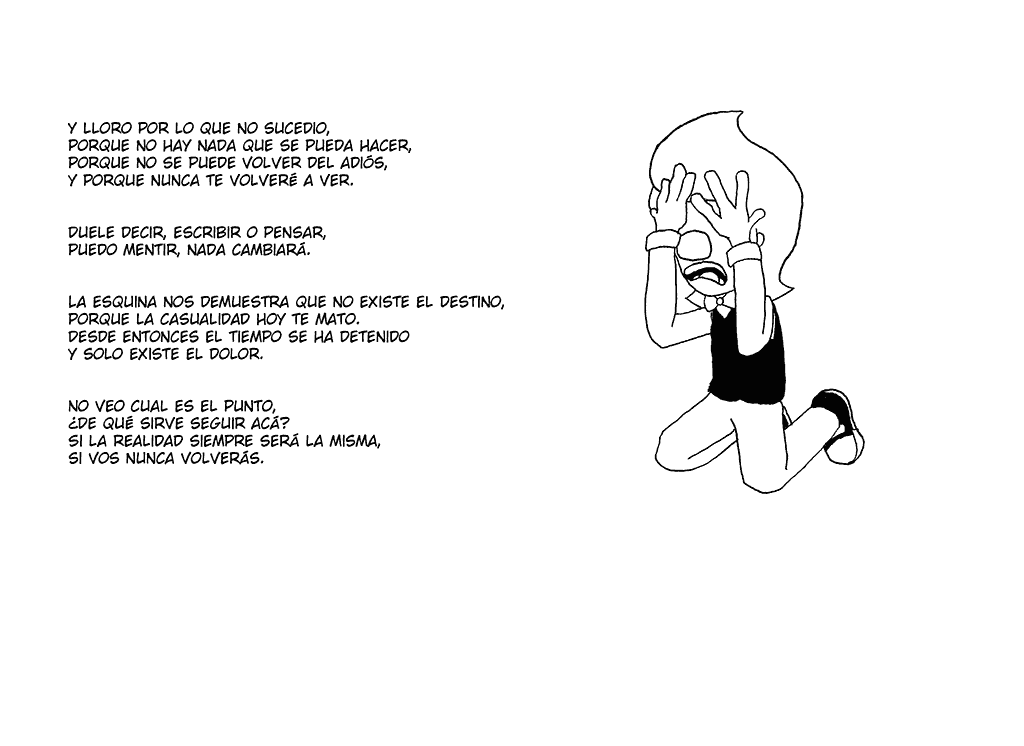 Y LLORO POR LO QUE NO SUCEDIO,
PORQUE NO HAY NADA QUE SE PUEDA HACER,
PORQUE NO SE PUEDE VOLVER DEL ADIÓS,
Y PORQUE NUNCA TE VOLVERÉ A VER.
DUELE DECIR, ESCRIBIR O PENSAR,
PUEDO MENTIR, NADA CAMBIARÁ.
LA ESQUINA NOS DEMUESTRA QUE NO EXISTE EL DESTINO,
PORQUE LA CASUALIDAD HOY TE MATO.
DESDE ENTONCES EL TIEMPO SE HA DETENIDO
Y SOLO EXISTE EL DOLOR.
NO VEO CUAL ES EL PUNTO,
¿DE QUÉ SIRVE SEGUIR ACÁ?
SI LA REALIDAD SIEMPRE SERÁ LA MISMA,
SI VOS NUNCA VOLVERÁS.